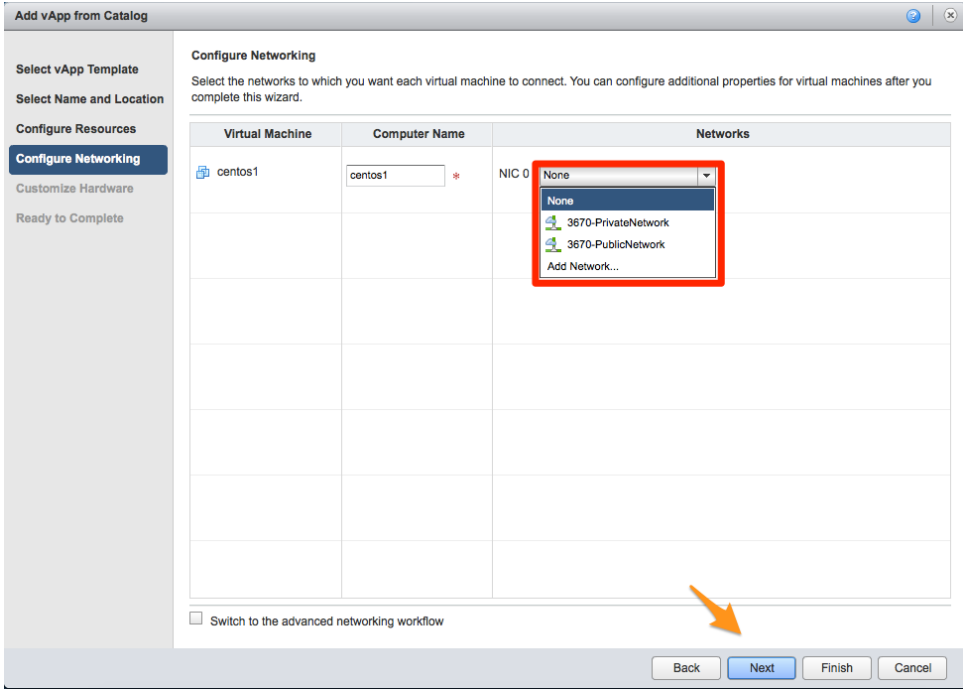 Add vApp from Catalog
Select vApp Template
Select Name and Location
Configure Resources
Configure Networking
Customize Hardware
Ready to Complete
Configure Networking
Select the networks to which you want each virtual machine to connect. You can configure additional properties for virtual machines after you
complete this wizard.
Virtual Machine Computer Name Networks
centos1 centos1 * NIC 0 None
None
3670-PrivateNetwork
3670-PublicNetwork
Add Network...
Switch to the advanced networking workflow
Back Next Finish Cancel